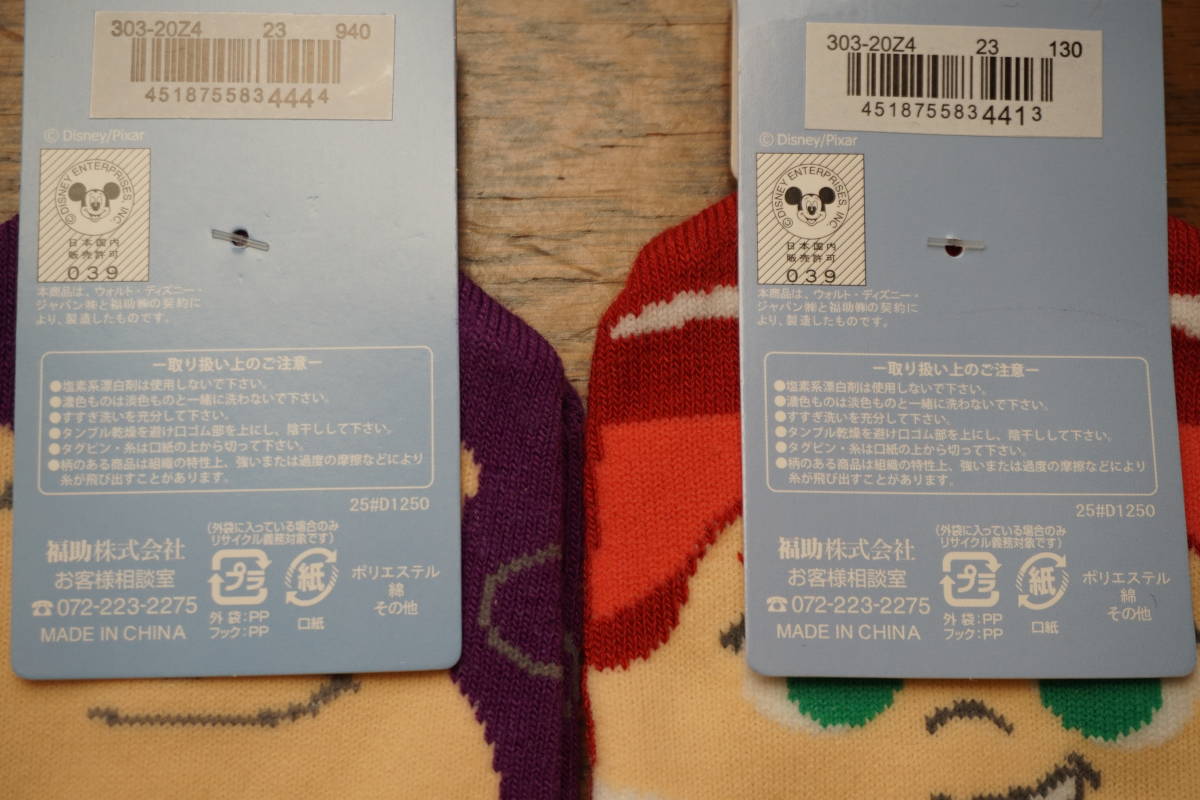 303-20Z4 23 940
4518755834444
© Disney/Pixar
© DISNEY ENTERPRISES, INC
日本国内
販売許可
039
本商品は、ウォルト・ディズニー・
ジャパン㈱と福助㈱の契約に
より、製造したものです。
ー取り扱い上のご注意ー
●塩素系漂白剤は使用しないで下さい。
●濃色ものは淡色ものと一緒に洗わないで下さい。
●すすぎ洗いを充分して下さい。
●タンブル乾燥を避け口ゴム部を上にし、陰干しして下さい。
●タグピン・糸は口紙の上から切って下さい。
●柄のある商品は組織の特性上、強いまたは過度の摩擦などにより
糸が飛び出すことがあります。
25#D1250
福助株式会社
お客様相談室
☎072-223-2275
MADE IN CHINA
(外袋に入っている場合のみ
リサイクル義務対象です)
プラ
紙
外袋:PP
フック:PP
口紙
ポリエステル
綿
その他
303-20Z4 23 130
4518755834413
© Disney/Pixar
© DISNEY ENTERPRISES, INC
日本国内
販売許可
039
本商品は、ウォルト・ディズニー・
ジャパン㈱と福助㈱の契約に
より、製造したものです。
ー取り扱い上のご注意ー
●塩素系漂白剤は使用しないで下さい。
●濃色ものは淡色ものと一緒に洗わないで下さい。
●すすぎ洗いを充分して下さい。
●タンブル乾燥を避け口ゴム部を上にし、陰干しして下さい。
●タグピン・糸は口紙の上から切って下さい。
●柄のある商品は組織の特性上、強いまたは過度の摩擦などにより
糸が飛び出すことがあります。
25#D1250
福助株式会社
お客様相談室
☎072-223-2275
MADE IN CHINA
(外袋に入っている場合のみ
リサイクル義務対象です)
プラ
紙
外袋:PP
フック:PP
口紙
ポリエステル
綿
その他